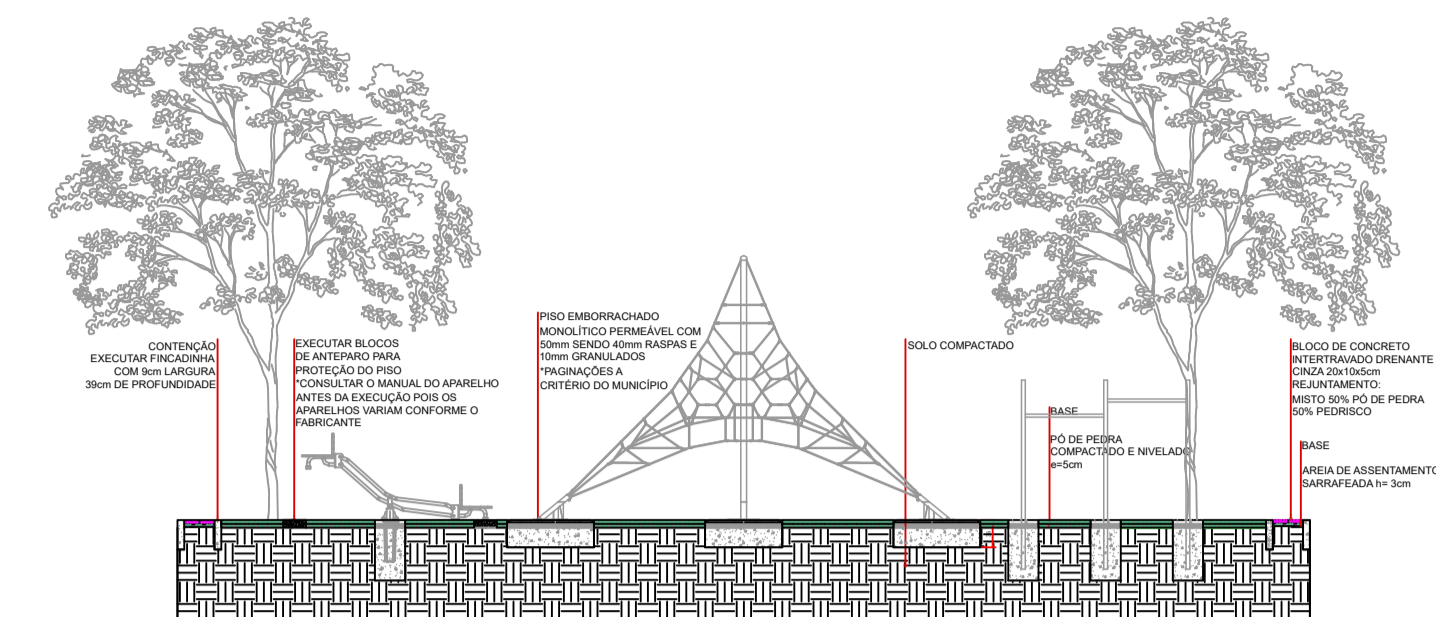 CONTENÇÃO
EXECUTAR FINCADINHA
COM 9cm LARGURA
39cm DE PROFUNDIDADE
EXECUTAR BLOCOS
DE ANTEPARO PARA
PROTEÇÃO DO PISO
*CONSULTAR O MANUAL DO APARELHO
ANTES DA EXECUÇÃO POIS OS
APARELHOS VARIAM CONFORME O
FABRICANTE
PISO EMBORRACHADO
MONOLÍTICO PERMEÁVEL COM
50mm SENDO 40mm RASPAS E
10mm GRANULADOS
*PAGINAÇÕES A
CRITÉRIO DO MUNICÍPIO
SOLO COMPACTADO
BASE
PÓ DE PEDRA
COMPACTADO E NIVELADO
e=5cm
BLOCO DE CONCRETO
INTERTRAVADO DRENANTE
CINZA 20x10x5cm
REJUNTAMENTO:
MISTO 50% PÓ DE PEDRA
50% PEDRISCO
BASE
AREIA DE ASSENTAMENTO
SARRAFEADA h= 3cm